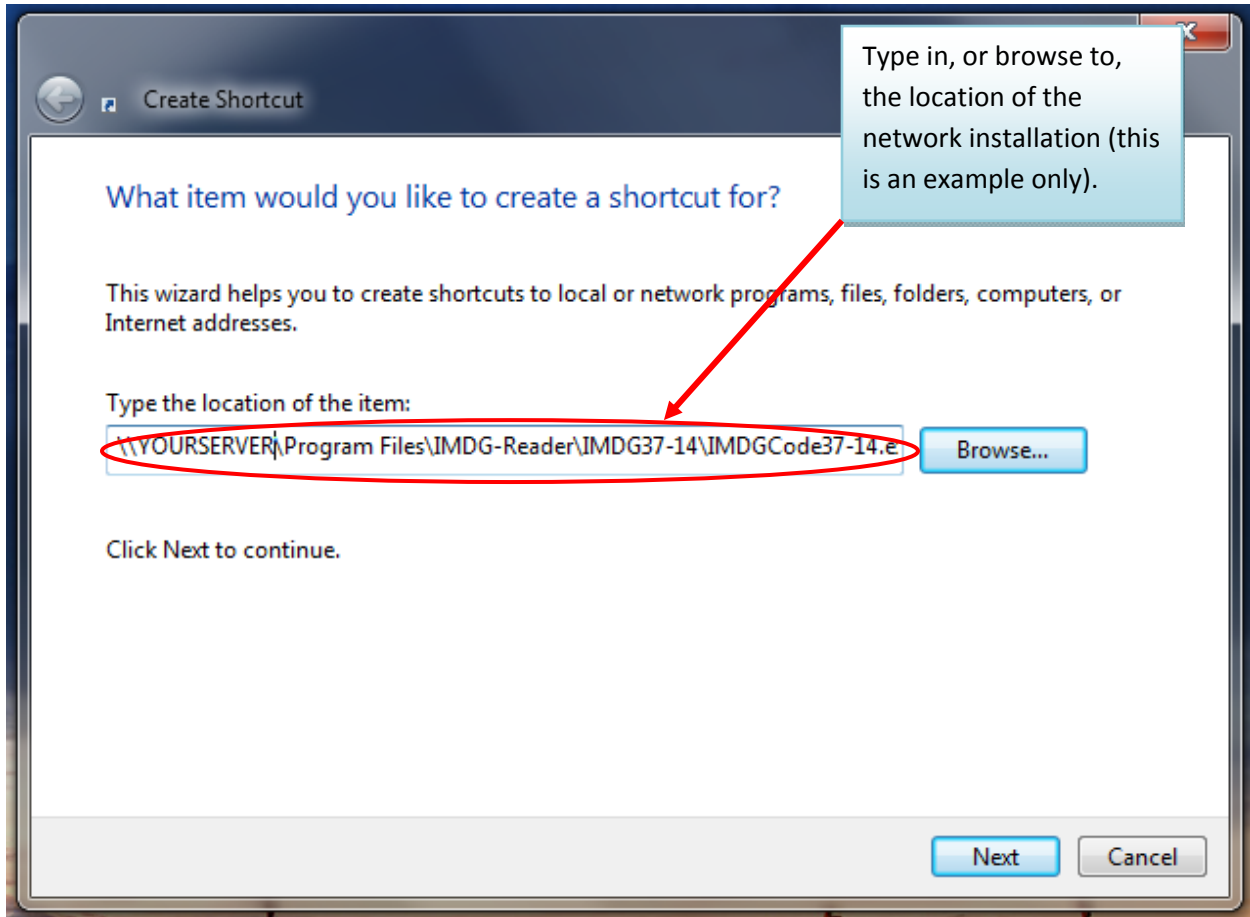 Type in, or browse to,
the location of the
network installation (this
is an example only).
Create Shortcut
What item would you like to create a shortcut for?
This wizard helps you to create shortcuts to local or network programs, files, folders, computers, or
Internet addresses.
Type the location of the item:
\\YOURSERVER\Program Files\IMDG-Reader\IMDG37-14\IMDGCode37-14.e
Browse...
Click Next to continue.
Next
Cancel